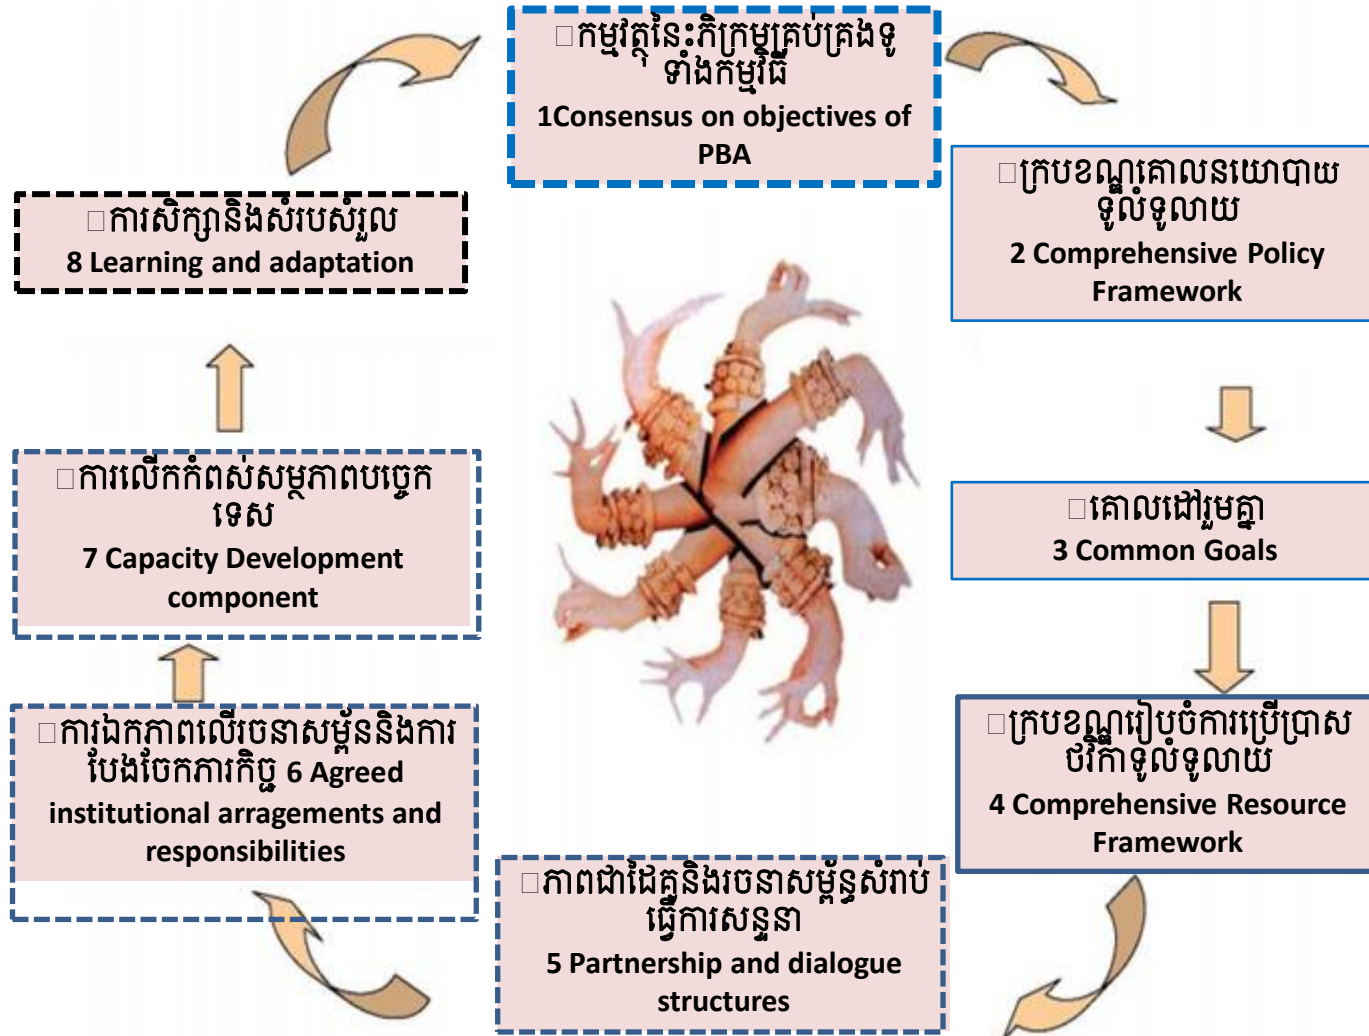 □កម្មវត្ថុនៃះភិក្រមគ្រប់គ្រងទូ
ទាំងកម្មវិធី
1Consensus on objectives of
PBA
□ក្របខណ្ឌគោលនយោបាយ
ទូលំទូលាយ
2 Comprehensive Policy
Framework
□គោលដៅរួមគ្នា
3 Common Goals
□ក្របខណ្ឌរៀបចំការប្រើប្រាស
ថវិកាទូលំទូលាយ
4 Comprehensive Resource
Framework
□ភាពជាដៃគូនិងរចនាសម្ព័ន្ធសំរាប់
ធ្វើការសន្ទនា
5 Partnership and dialogue
structures
□ការឯកភាពលើរចនាសម្ព័ននិងការ
បែងចែកភារកិច្ច 6 Agreed
institutional arragements and
responsibilities
□ការលើកកំពស់សម្ថភាពបច្ចេក
ទេស
7 Capacity Development
component
□ការសិក្សានិងសំរបសំរួល
8 Learning and adaptation